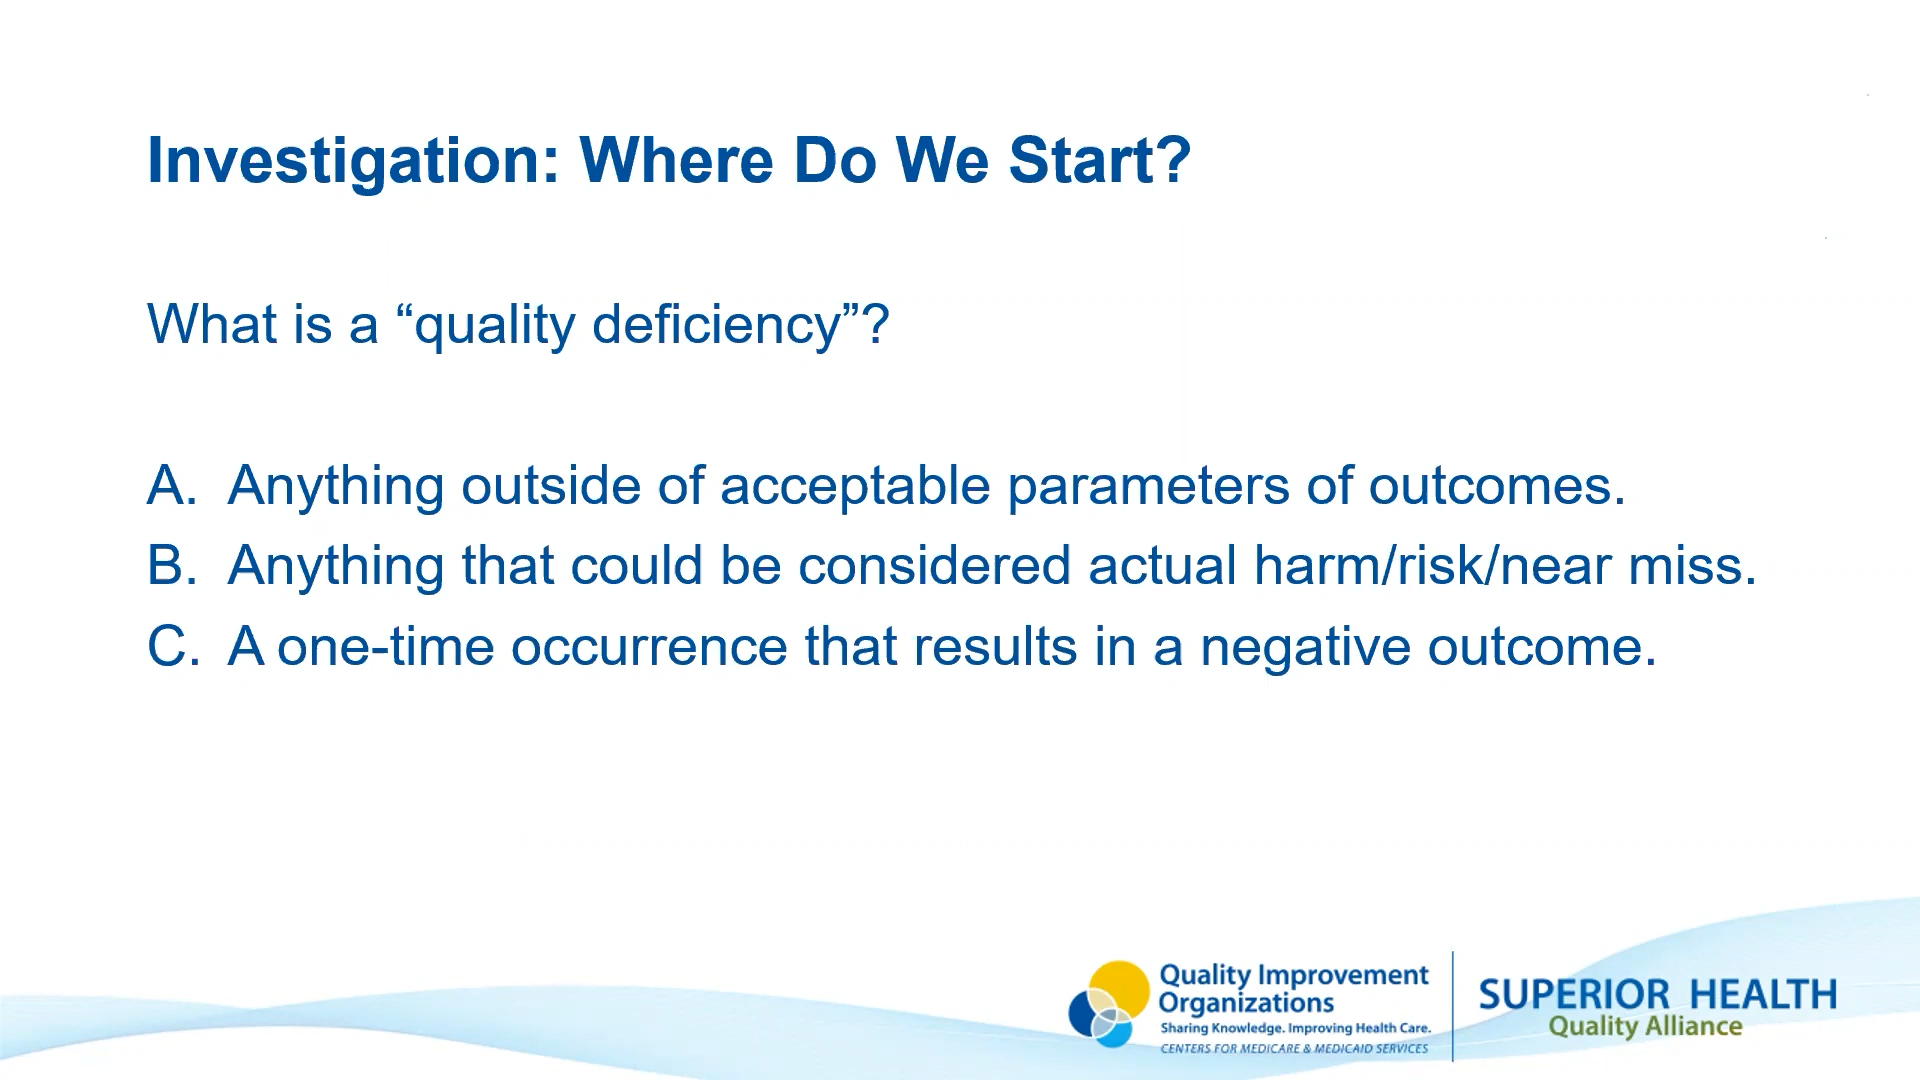 Investigation: Where Do We Start?
What is a “quality deficiency”?
A. Anything outside of acceptable parameters of outcomes.
B. Anything that could be considered actual harm/risk/near miss.
C. A one-time occurrence that results in a negative outcome.
Quality Improvement
Organizations
Sharing Knowledge. Improving Health Care.
CENTERS FOR MEDICARE & MEDICAID SERVICES
SUPERIOR HEALTH
Quality Alliance